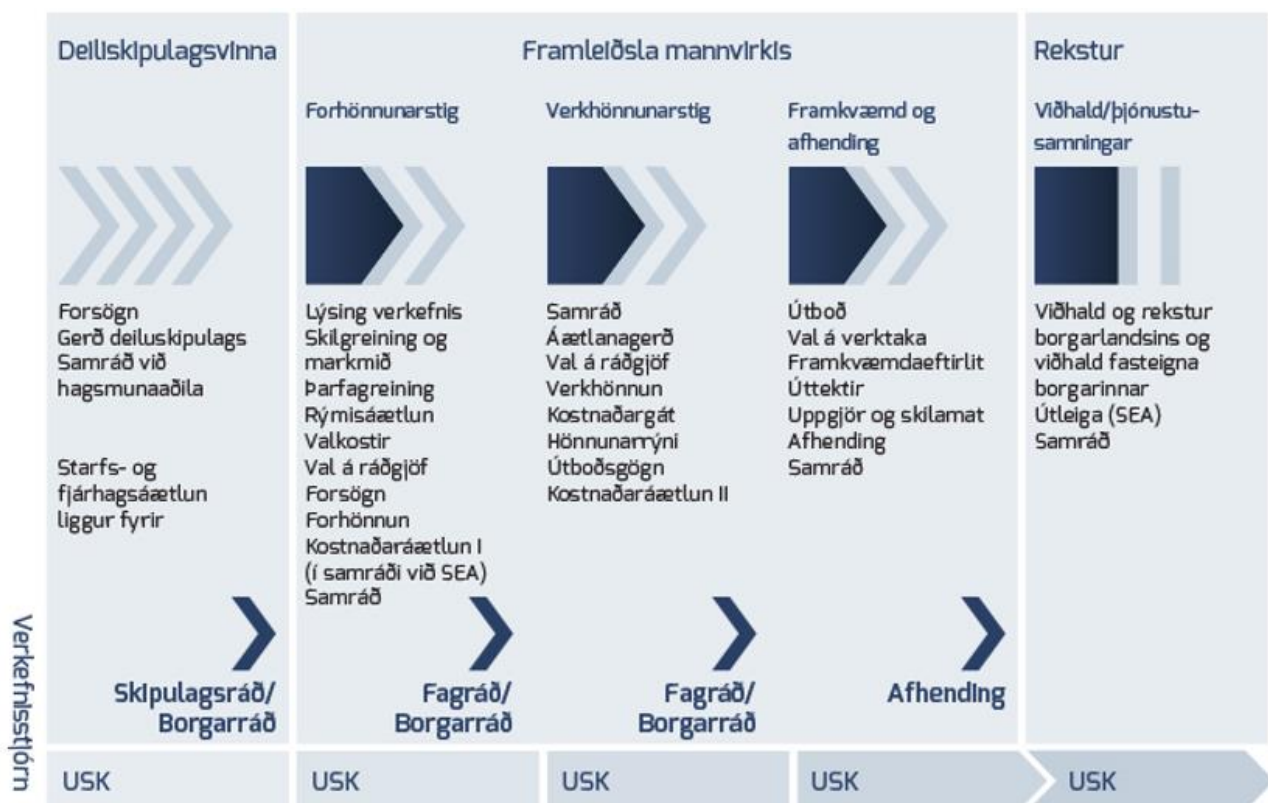 Deiliskipulagsvinna
Forsögn
Gerð deiluskipulags
Samráð við
hagsmunaaðila
Starfs- og
fjárhagsáætlun
liggur fyrir
Skipulagsráð/
Borgarráð
Framleiðsla mannvirkis
Forhönnunarstig
Lýsing verkefnis
Skilgreining og
markmið
Þarfagreining
Rýmisáætlun
Valkostir
Val á ráðgjöf
Forsögn
Forhönnun
Kostnaðaráætlun I
(í samráði við SEA)
Samráð
Fagráð/
Borgarráð
Verkhönnunarstig
Samráð
Áætlanagerð
Val á ráðgjöf
Verkhönnun
Kostnaðargát
Hönnunarrýni
Útboðsgögn
Kostnaðaráætlun II
Fagráð/
Borgarráð
Framkvæmd og
afhending
Útboð
Val á verktaka
Framkvæmdaeftirlit
Úttektir
Uppgjör og skilamat
Afhending
Samráð
Afhending
Rekstur
Viðhald/þjónustu-
samningar
Viðhald og rekstur
borgarlandsins og
viðhald fasteigna
borgarinnar
Útleiga (SEA)
Samráð
Verkefnisstjórn
USK
USK
USK
USK
USK